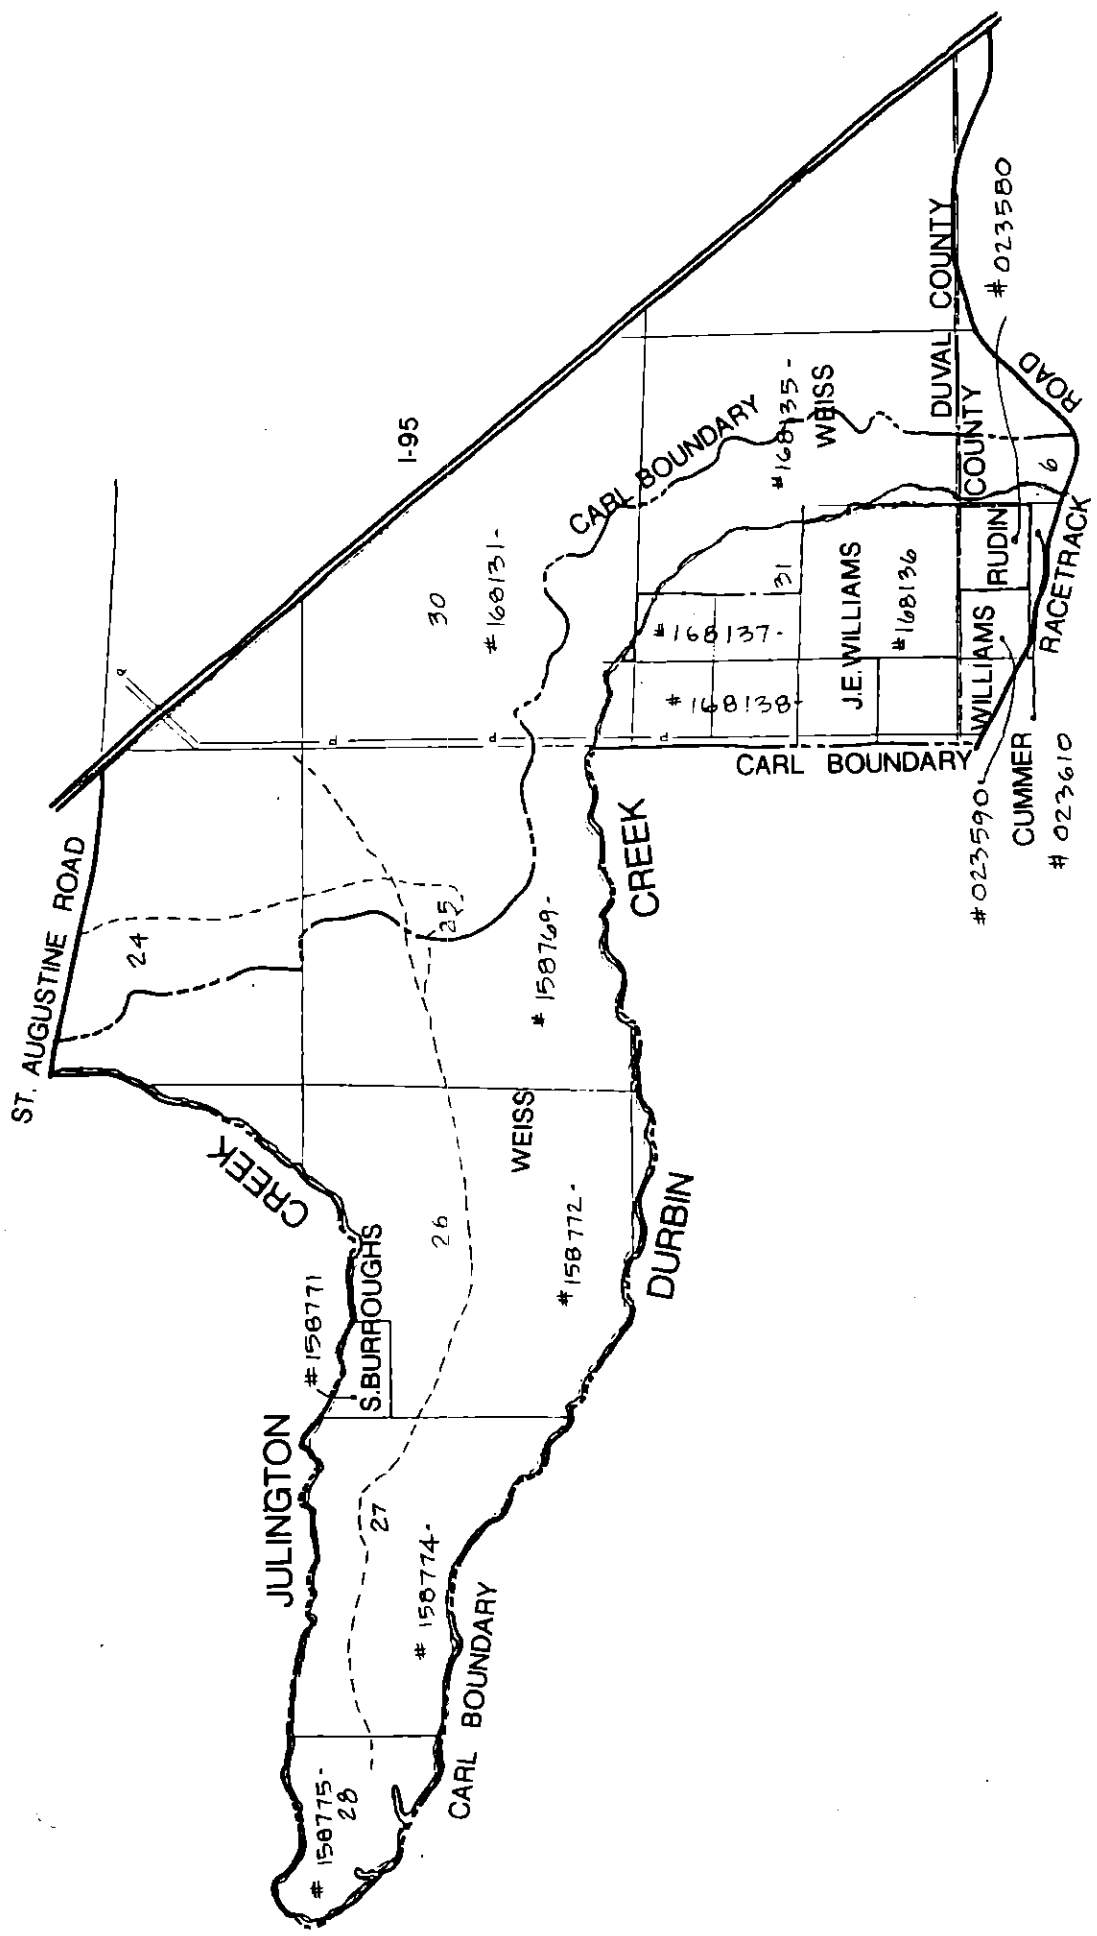 ST. AUGUSTINE ROAD
24
I-95
30
#168131-
CARL BOUNDARY
#168135-
WEISS
DUVAL COUNTY
COUNTY
#023580
ROAD
RACETRACK
6
RUDIN
31
#168137-
J.E.WILLIAMS
#168136
#168138-
WILLIAMS
CARL BOUNDARY
#023590-
CUMMER
#023610
25
#158769-
CREEK
DURBIN
CREEK
JULINGTON
WEISS
26
#158772-
#158771
S.BURROUGHS
27
#158774-
CARL BOUNDARY
#158775-
28
d
d
d
d